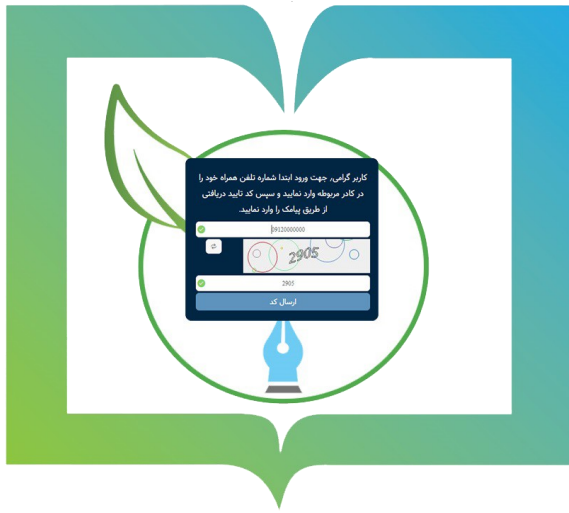 کاربر گرامی، جهت ورود ابتدا شماره تلفن همراه خود را
در کادر مربوطه وارد نمایید و سپس کد تایید دریافتی
از طریق پیامک را وارد نمایید.
09120000000
2905
2905
ارسال کد